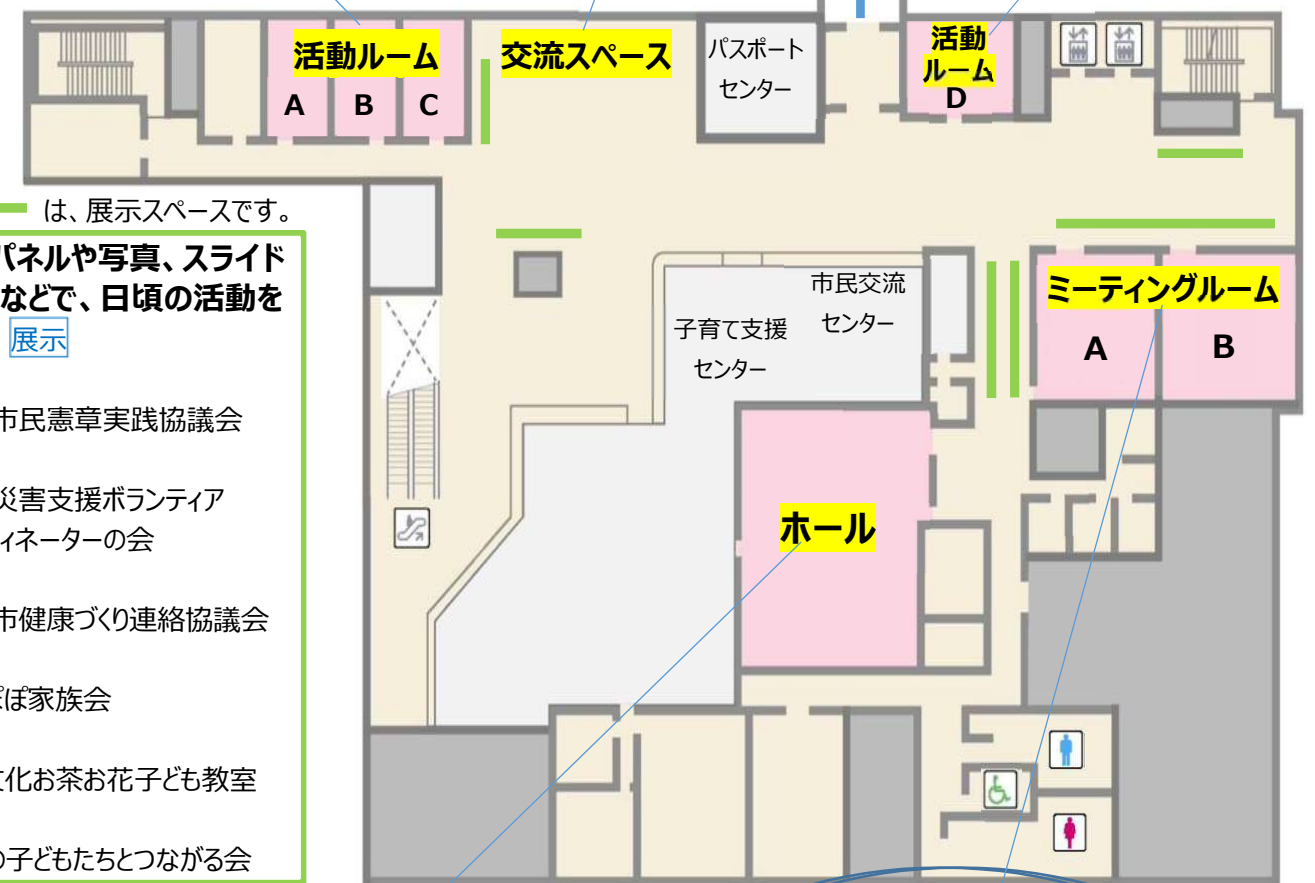 活動ルーム
A B C
交流スペース
パスポート
センター
活動
ルーム
D
は、展示スペースです。
パネルや写真、スライド
などで、日頃の活動を
展示
市民憲章実践協議会
災害支援ボランティア
ィネーターの会
市健康づくり連絡協議会
ぽぽ家族会
文化お茶お花子ども教室
の子どもたちとつながる会
市民交流
センター
子育て支援
センター
ミーティングルーム
A B
ホール